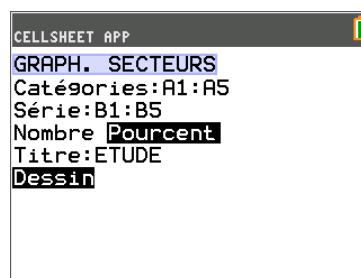 CELLSHEET APP
GRAPH. SECTEURS
Catégories:A1:A5
Série:B1:B5
Nombre Pourcent
Titre:ETUDE
Dessin